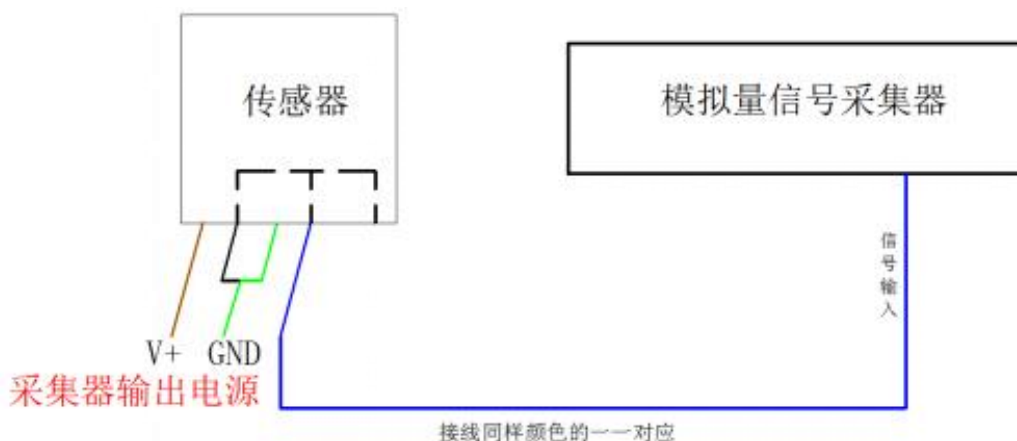 传感器
模拟量信号采集器
信号输入
V+ GND
采集器输出电源
接线同样颜色的一一对应